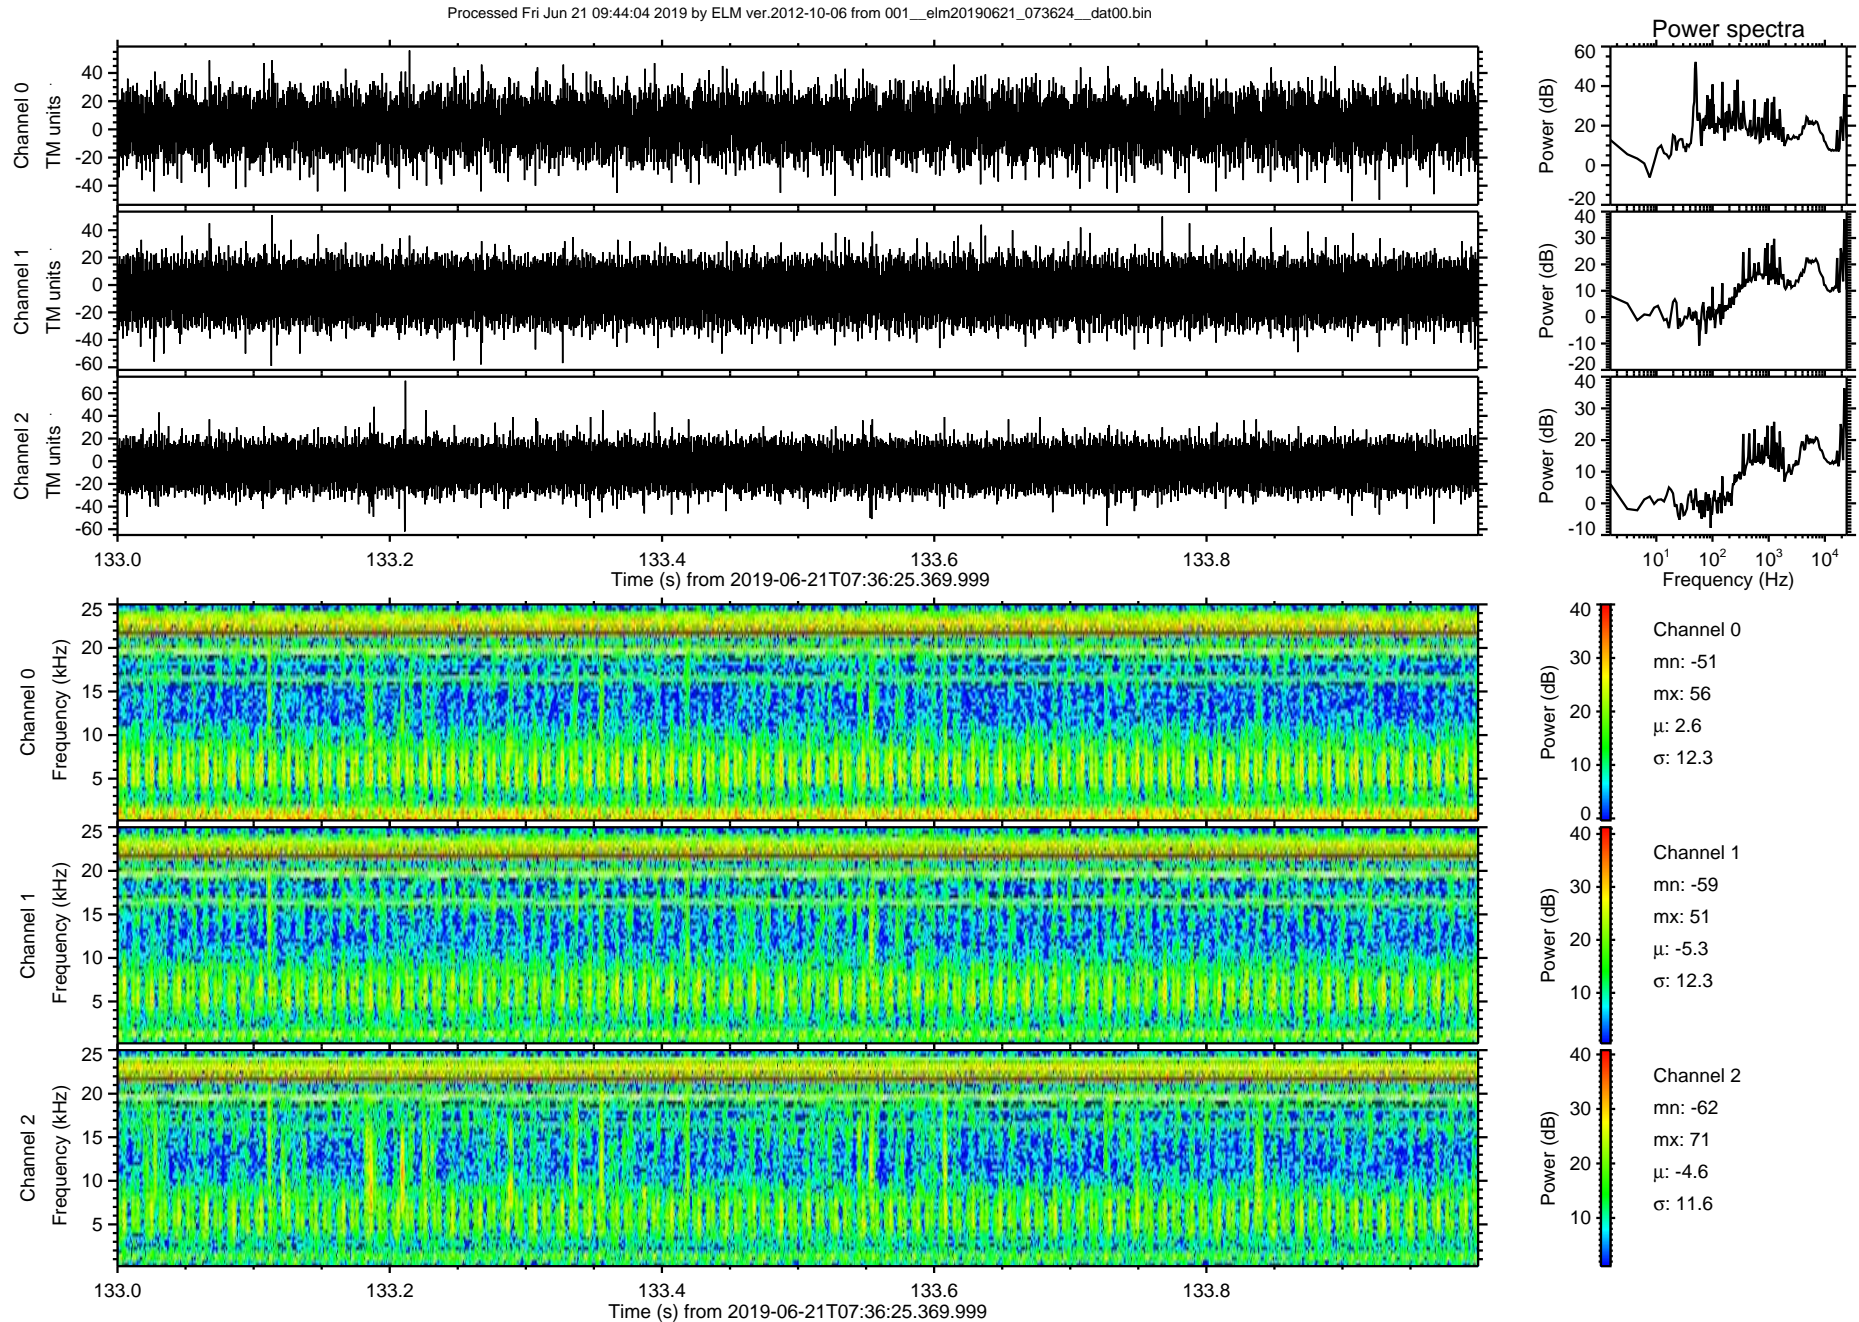 Processed Fri Jun 21 09:44:04 2019 by ELM ver.2012-10-06 from 001__elm20190621_073624__dat00.bin
Power spectra
Channel 0
TM units
40
20
0
-20
-40
Power (dB)
60
40
20
0
-20
Channel 1
TM units
40
20
0
-20
-40
-60
Power (dB)
40
30
20
10
0
-10
-20
Channel 2
TM units
60
40
20
0
-20
-40
-60
Power (dB)
40
30
20
10
0
-10
133.0 133.2 133.4 133.6 133.8
Time (s) from 2019-06-21T07:36:25.369.999
10¹ 10² 10³ 10⁴
Frequency (Hz)
Channel 0
Frequency (kHz)
25
20
15
10
5
Power (dB)
40
30
20
10
0
Channel 0
mn: -51
mx: 56
μ: 2.6
σ: 12.3
Channel 1
Frequency (kHz)
25
20
15
10
5
Power (dB)
40
30
20
10
Channel 1
mn: -59
mx: 51
μ: -5.3
σ: 12.3
Channel 2
Frequency (kHz)
25
20
15
10
5
Power (dB)
40
30
20
10
Channel 2
mn: -62
mx: 71
μ: -4.6
σ: 11.6
133.0 133.2 133.4 133.6 133.8
Time (s) from 2019-06-21T07:36:25.369.999